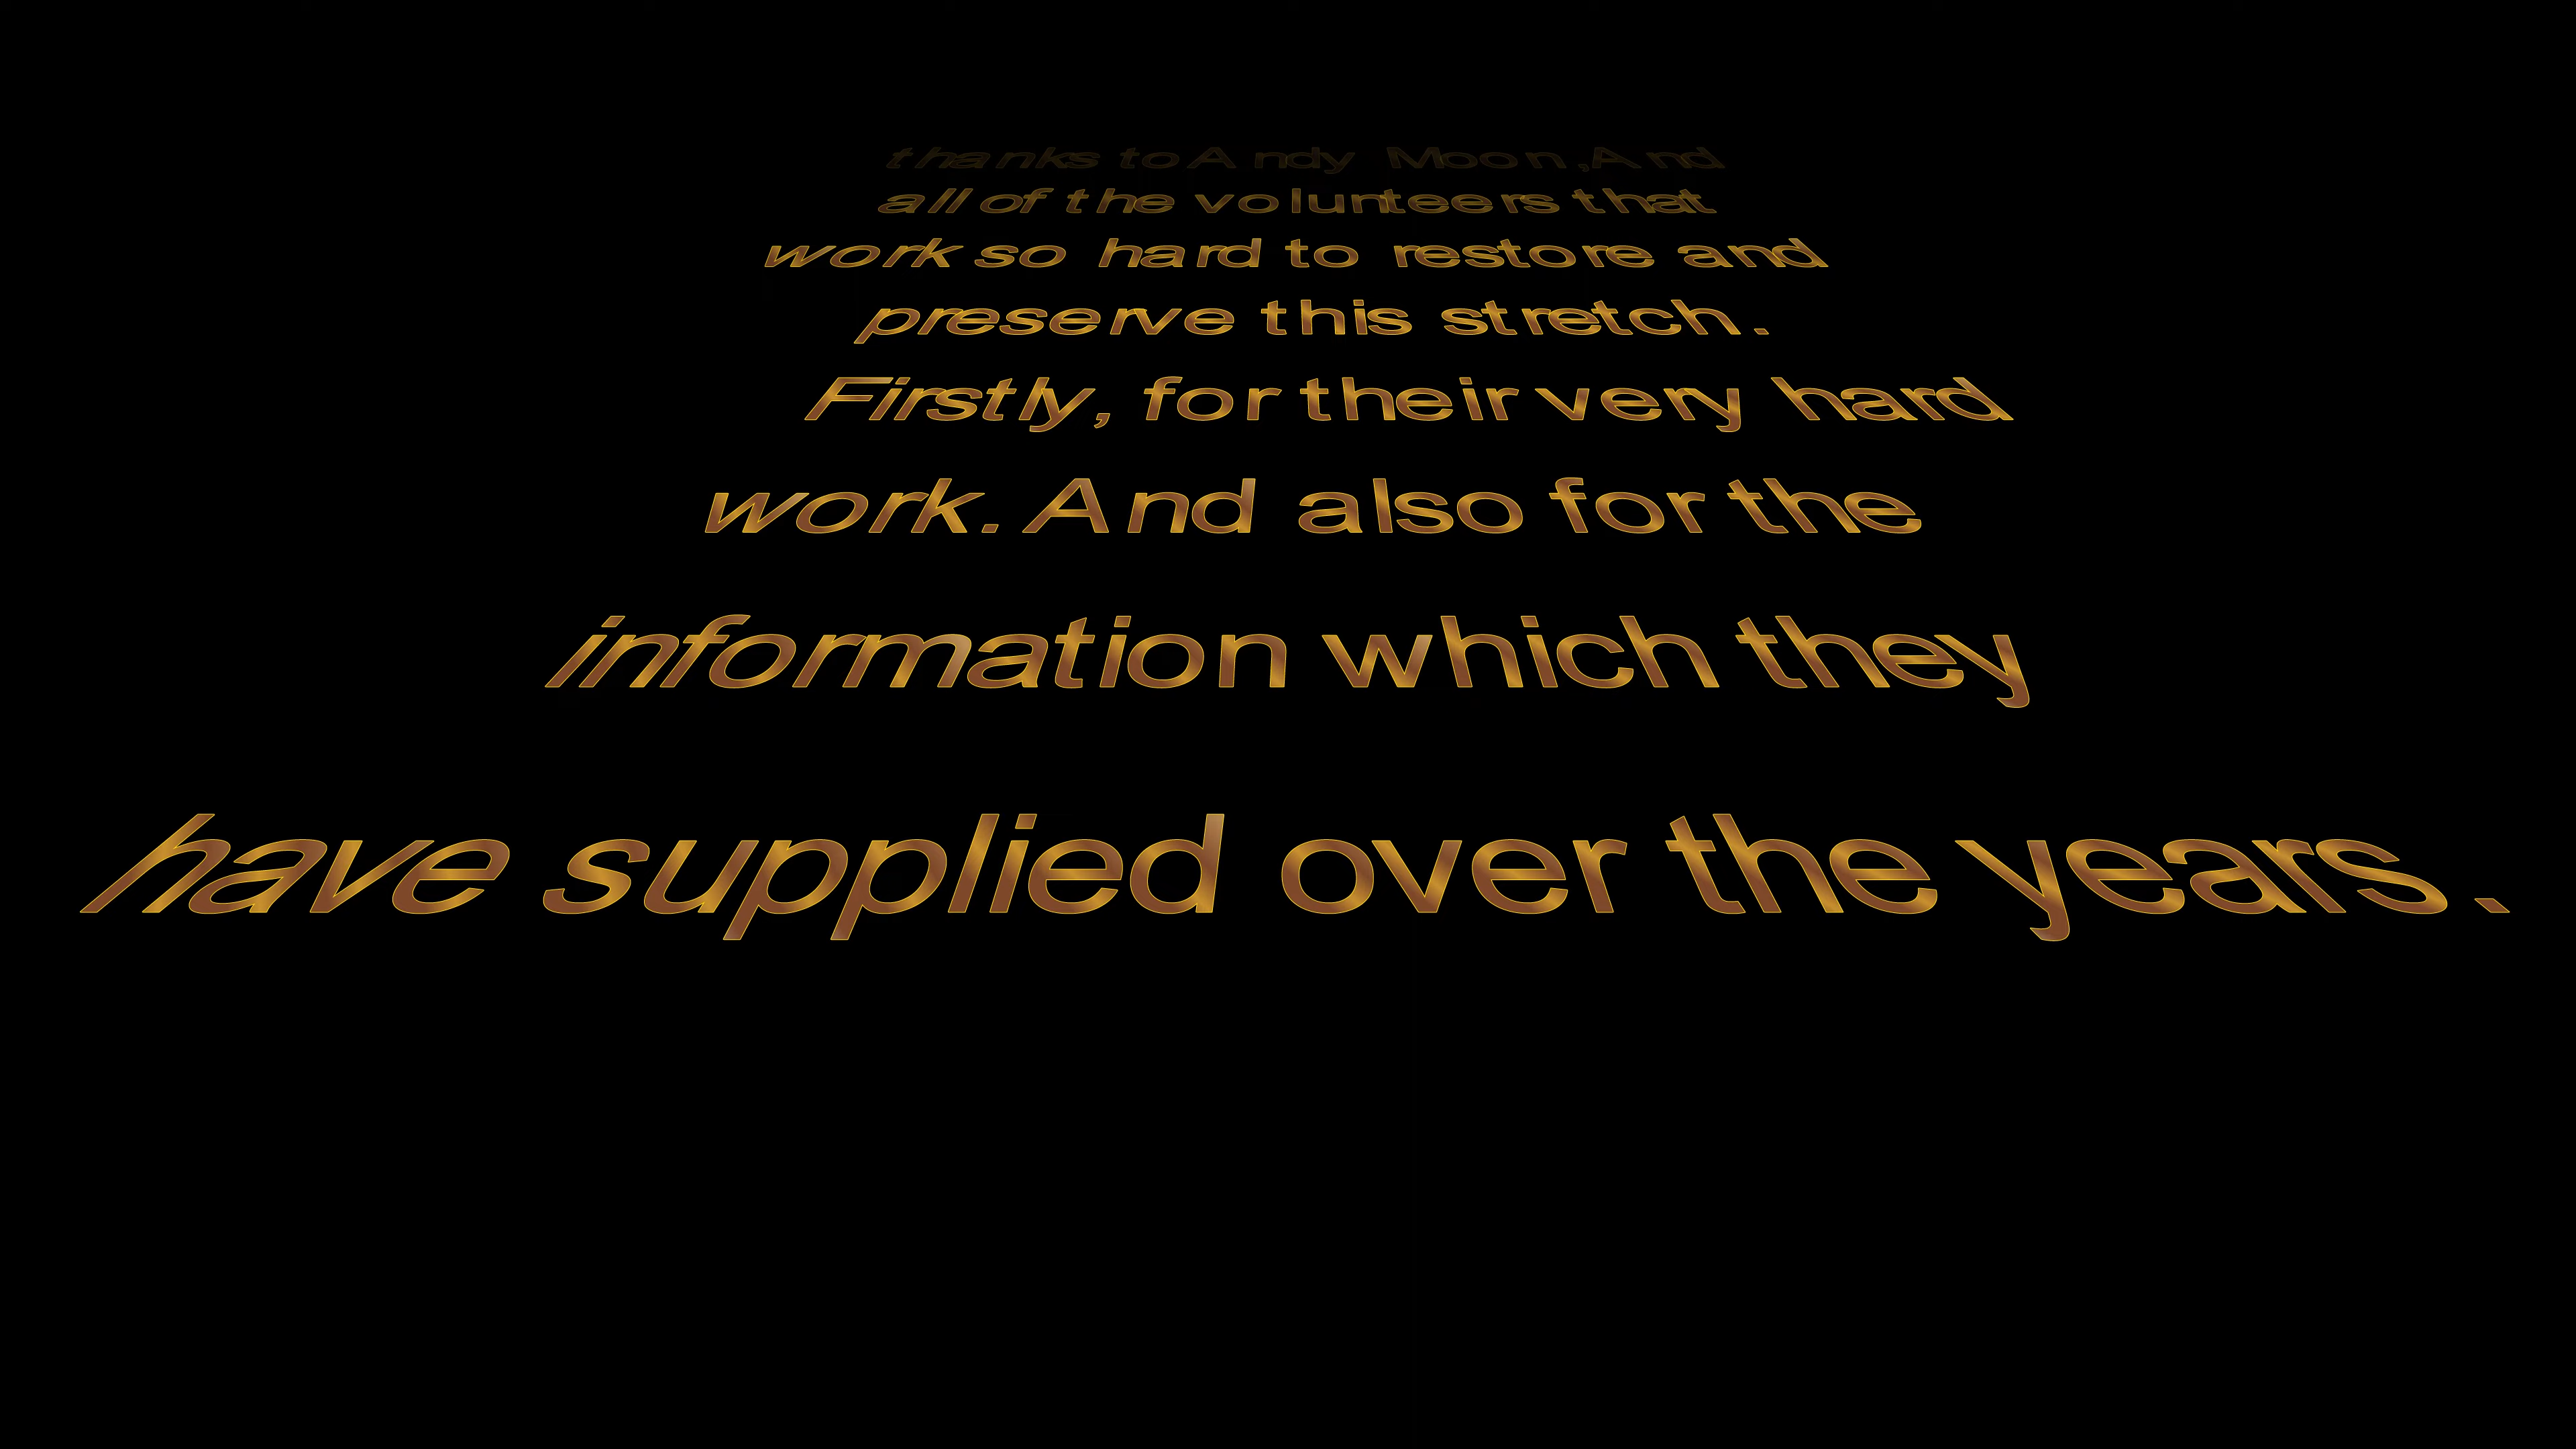 thanks to Andy Moon,And
all of the volunteers that
work so hard to restore and
preserve this stretch.
Firstly, for their very hard
work. And also for the
information which they
have supplied over the years.